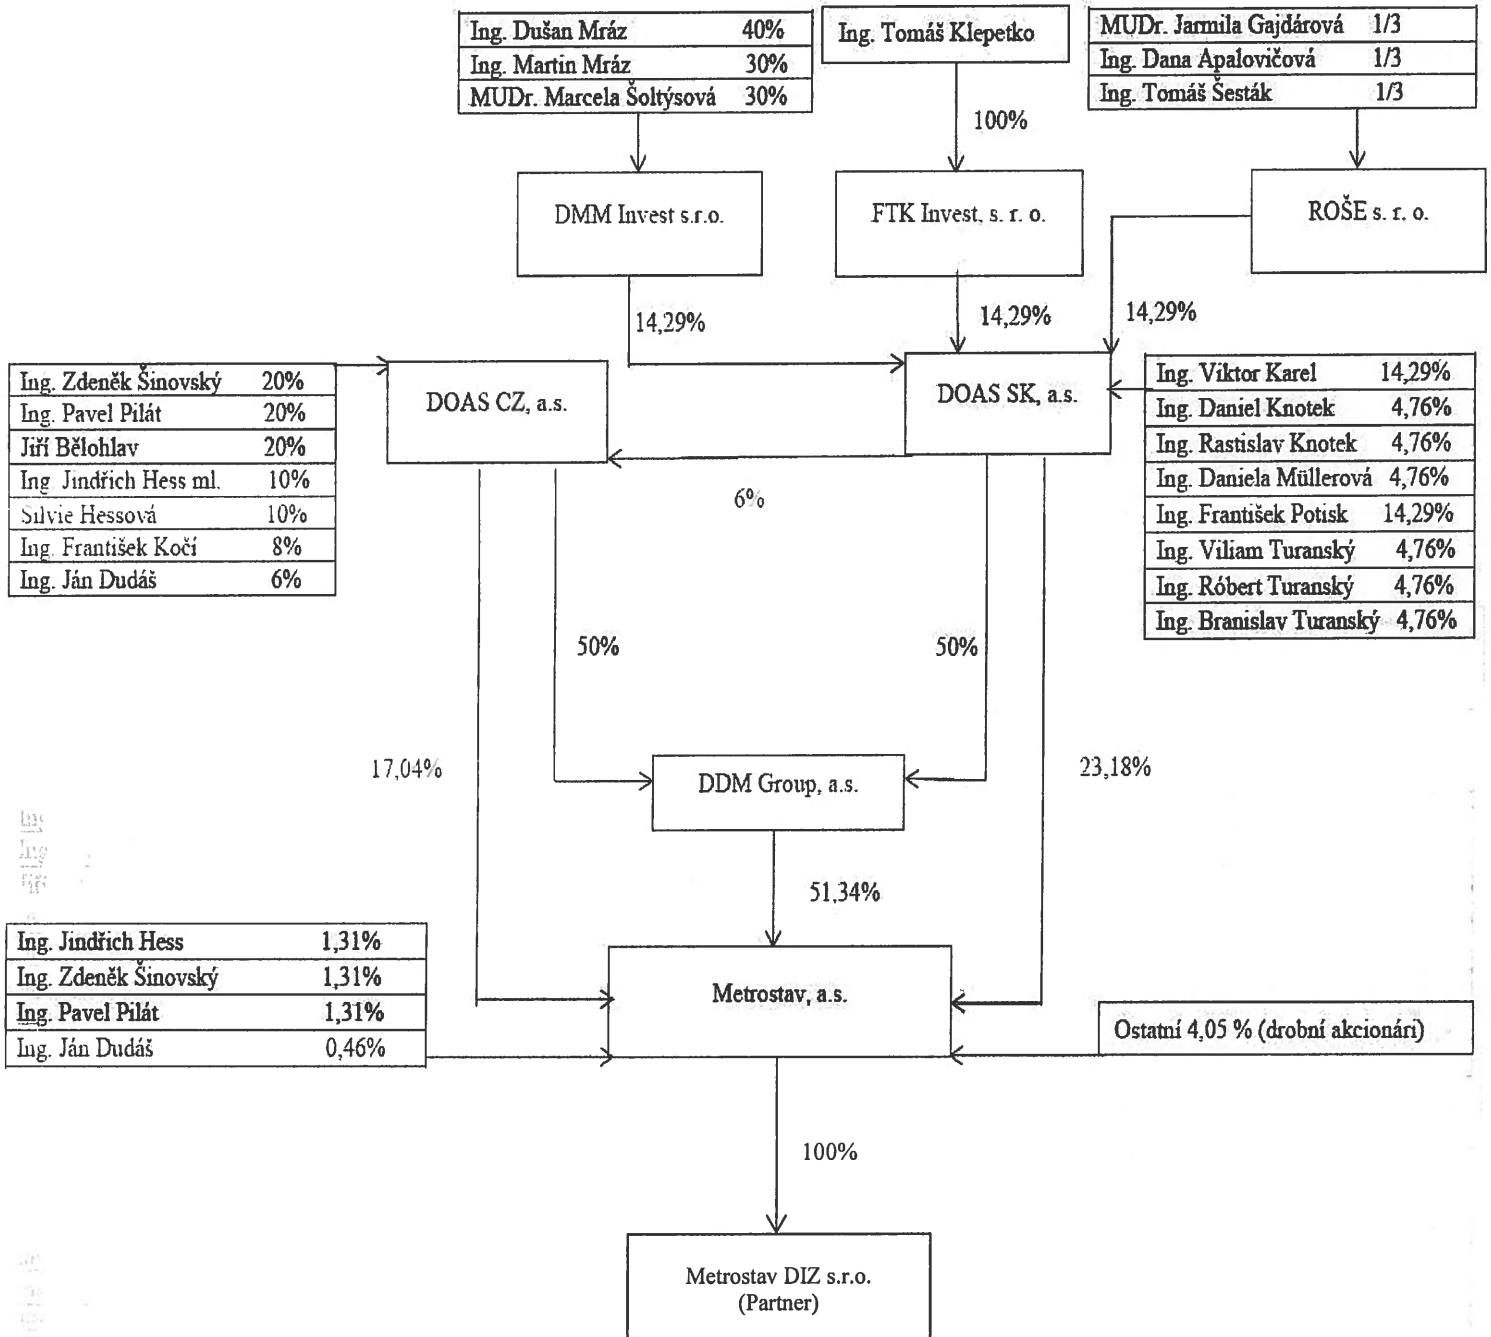 Ing. Dušan Mráz 40%
Ing. Martin Mráz 30%
MUDr. Marcela Šoltýsová 30%
Ing. Tomáš Klepetko
MUDr. Jarmila Gajdárová 1/3
Ing. Dana Apalovičová 1/3
Ing. Tomáš Šesták 1/3
100%
DMM Invest s.r.o.
FTK Invest, s. r. o.
ROŠE s. r. o.
14,29%
14,29%
14,29%
Ing. Zdeněk Šinovský 20%
Ing. Pavel Pilát 20%
Jiří Bělohlav 20%
Ing. Jindřich Hess ml. 10%
Silvie Hessová 10%
Ing. František Kočí 8%
Ing. Ján Dudáš 6%
DOAS CZ, a.s.
DOAS SK, a.s.
Ing. Viktor Karel 14,29%
Ing. Daniel Knotek 4,76%
Ing. Rastislav Knotek 4,76%
Ing. Daniela Müllerová 4,76%
Ing. František Potisk 14,29%
Ing. Viliam Turanský 4,76%
Ing. Róbert Turanský 4,76%
Ing. Branislav Turanský 4,76%
6%
50%
50%
17,04%
DDM Group, a.s.
23,18%
51,34%
Ing. Jindřich Hess 1,31%
Ing. Zdeněk Šinovský 1,31%
Ing. Pavel Pilát 1,31%
Ing. Ján Dudáš 0,46%
Metrostav, a.s.
Ostatní 4,05 % (drobní akcionári)
100%
Metrostav DIZ s.r.o.
(Partner)